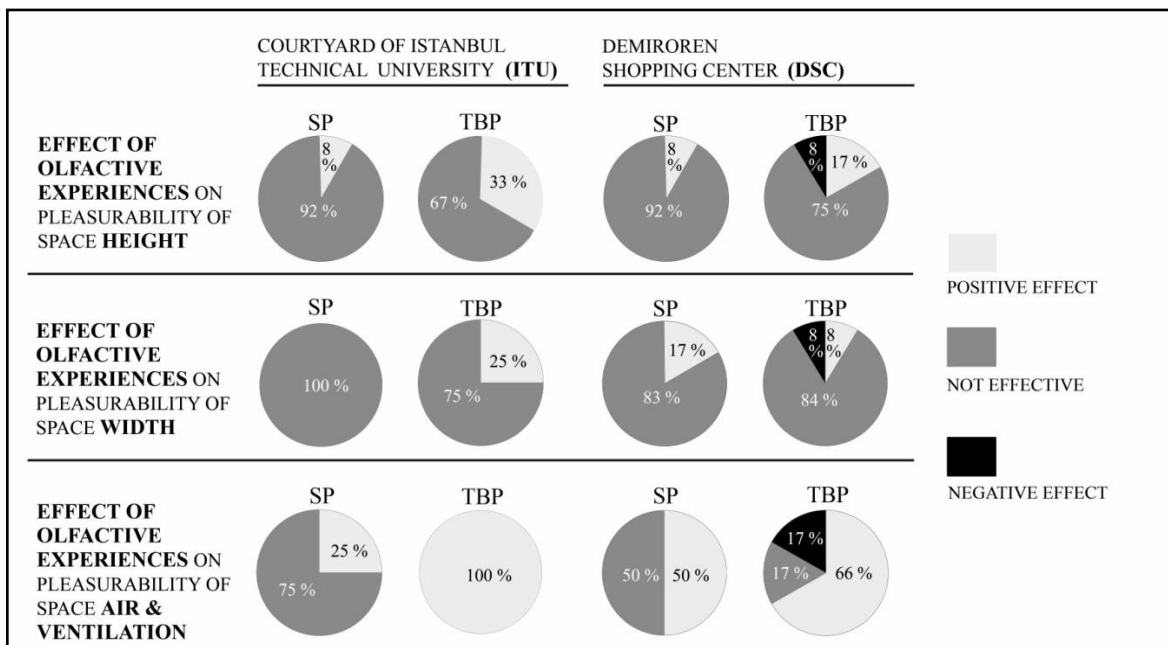 COURTYARD OF ISTANBUL
TECHNICAL UNIVERSITY (ITU)
DEMIROREN
SHOPPING CENTER (DSC)
EFFECT OF
OLFACTIVE
EXPERIENCES ON
PLEASURABILITY OF
SPACE HEIGHT
SP
8
%
92 %
TBP
33 %
67 %
SP
8
%
92 %
TBP
8
%
17 %
75 %
EFFECT OF
OLFACTIVE
EXPERIENCES ON
PLEASURABILITY OF
SPACE WIDTH
SP
100 %
TBP
25 %
75 %
SP
17 %
83 %
TBP
8 8
% %
84 %
EFFECT OF
OLFACTIVE
EXPERIENCES ON
PLEASURABILITY OF
SPACE AIR &
VENTILATION
SP
25 %
75 %
TBP
100 %
SP
50 % 50 %
TBP
17 %
17 % 66 %
POSITIVE EFFECT
NOT EFFECTIVE
NEGATIVE EFFECT